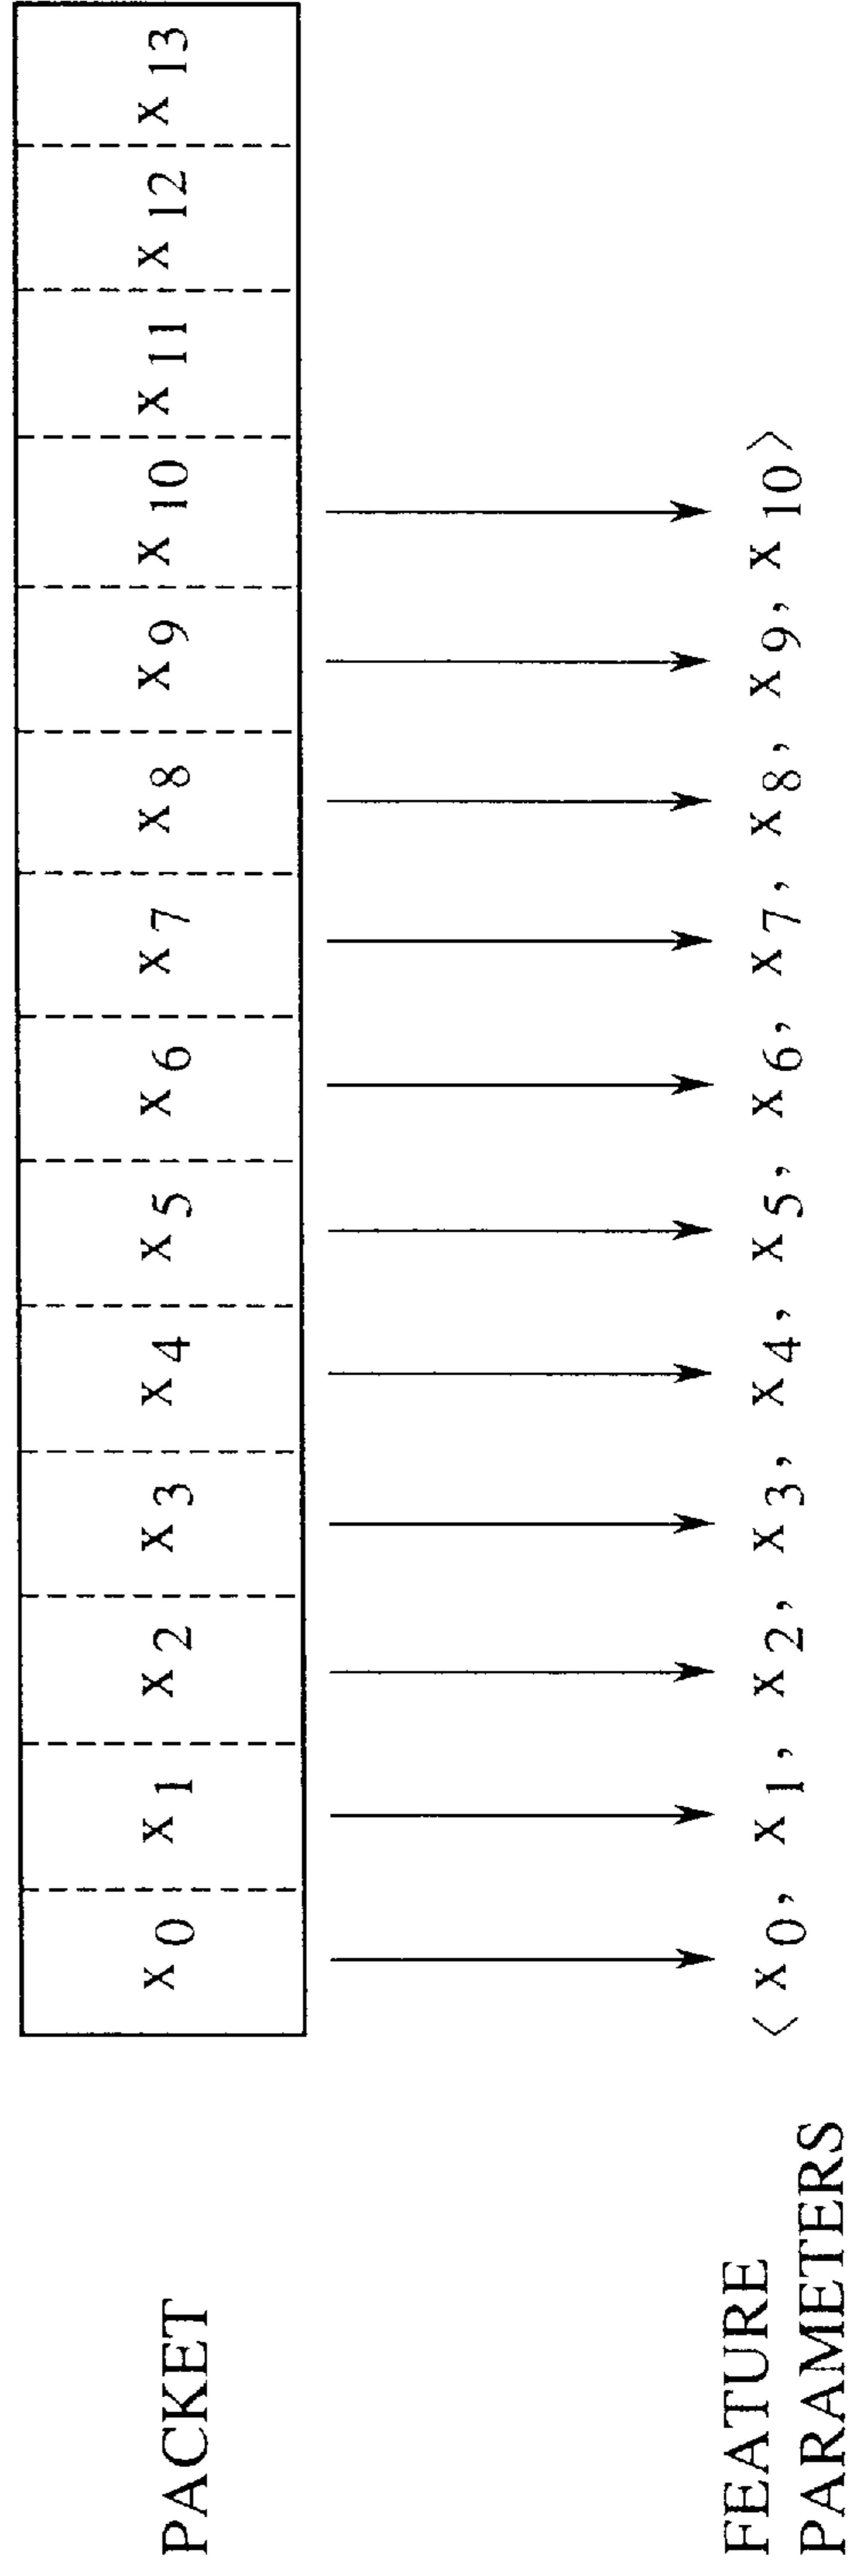 PACKET x0 x1 x2 x3 x4 x5 x6 x7 x8 x9 x10 x11 x12 x13
FEATURE
PARAMETERS
<x0, x1, x2, x3, x4, x5, x6, x7, x8, x9, x10>